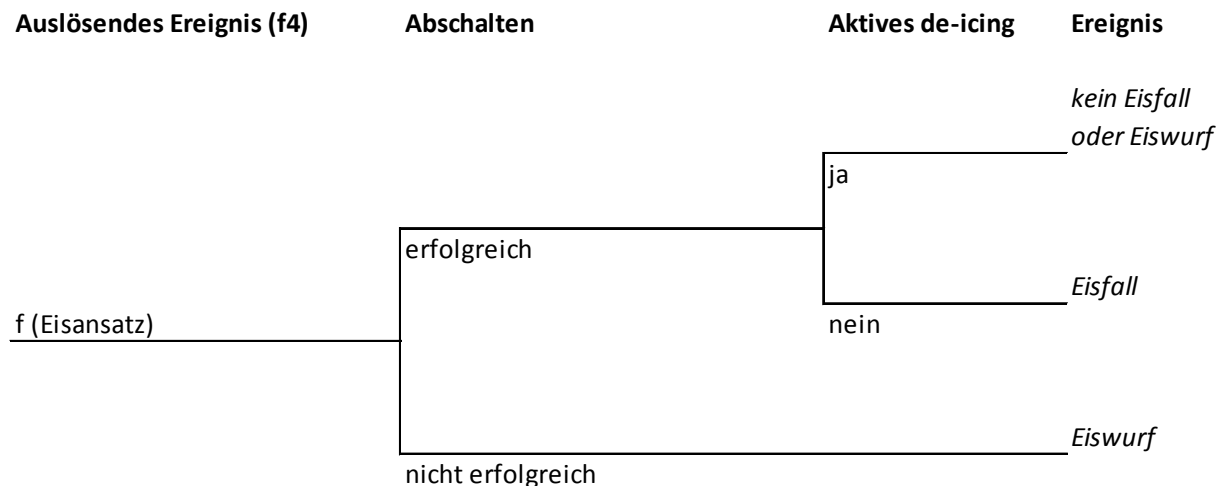 Auslösendes Ereignis (f4)
Abschalten
Aktives de-icing
Ereignis
kein Eisfall
oder Eiswurf
ja
erfolgreich
Eisfall
f (Eisansatz)
nein
Eiswurf
nicht erfolgreich